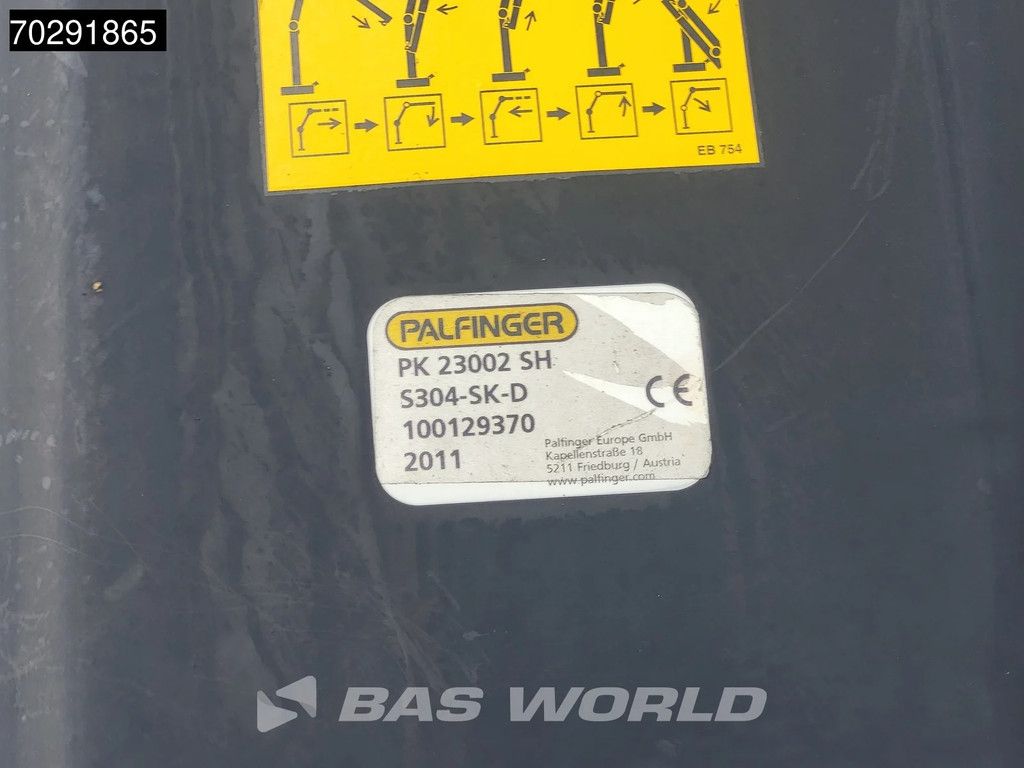 70291865
EB 754
PALFINGER
PK 23002 SH
S304-SK-D
100129370
2011
CE
Palfinger Europe GmbH
Kapellenstraße 18
5211 Friedburg / Austria
www.palfinger.com
BAS WORLD